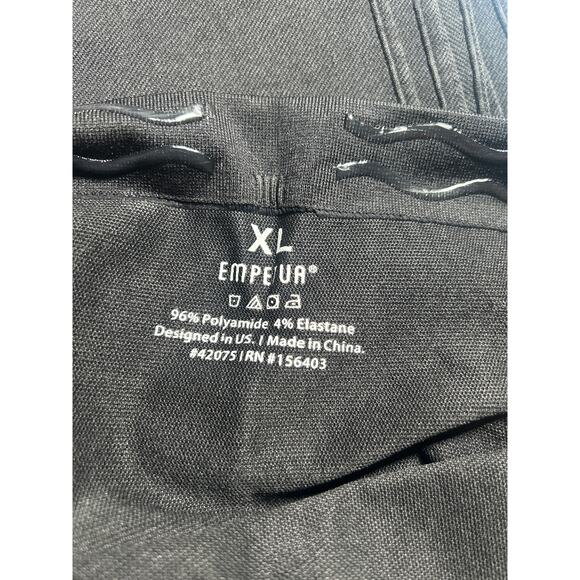 XL
EMPETUA®
96% Polyamide 4% Elastane
Designed in US. | Made in China.
#42075 | RN #156403